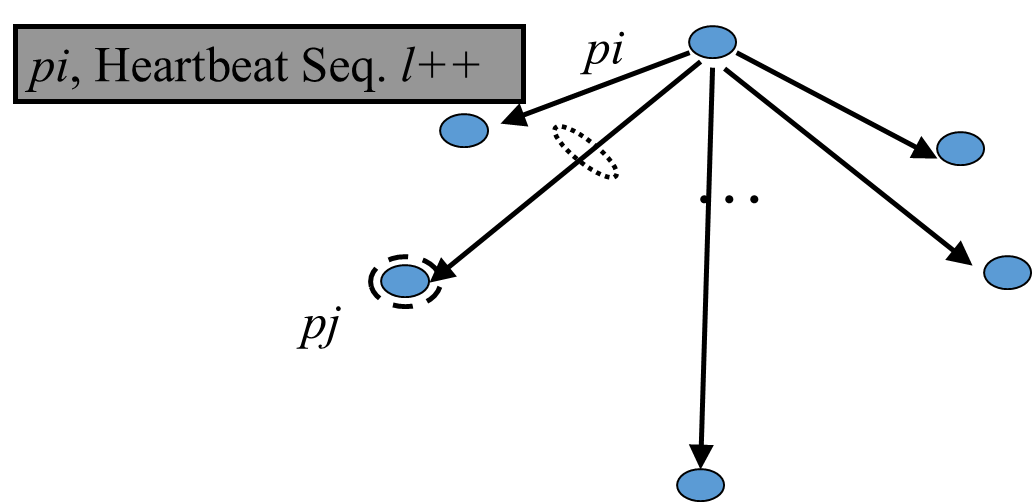 pi, Heartbeat Seq. l++
pi
...
pj